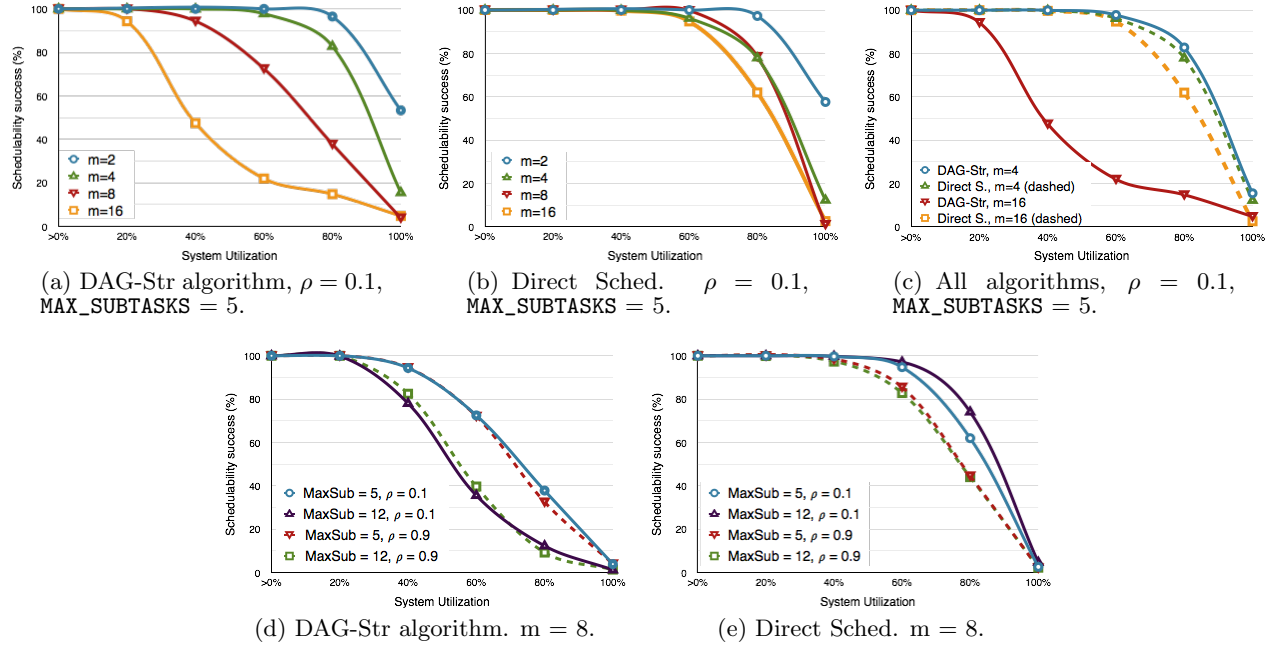 100
80
60
40
20
0
Schedulability success (%)
m=2
m=4
m=8
m=16
>0% 20% 40% 60% 80% 100%
System Utilization
(a) DAG-Str algorithm, ρ = 0.1,
MAX_SUBTASKS = 5.
100
80
60
40
20
0
Schedulability success (%)
m=2
m=4
m=8
m=16
>0% 20% 40% 60% 80% 100%
System Utilization
(b) Direct Sched. ρ = 0.1,
MAX_SUBTASKS = 5.
100
80
60
40
20
0
Schedulability success (%)
DAG-Str, m=4
Direct S., m=4 (dashed)
DAG-Str, m=16
Direct S., m=16 (dashed)
>0% 20% 40% 60% 80% 100%
System Utilization
(c) All algorithms, ρ = 0.1,
MAX_SUBTASKS = 5.
100
80
60
40
20
0
Schedulability success (%)
MaxSub = 5, ρ = 0.1
MaxSub = 12, ρ = 0.1
MaxSub = 5, ρ = 0.9
MaxSub = 12, ρ = 0.9
>0% 20% 40% 60% 80% 100%
System Utilization
(d) DAG-Str algorithm. m = 8.
100
80
60
40
20
0
Schedulability success (%)
MaxSub = 5, ρ = 0.1
MaxSub = 12, ρ = 0.1
MaxSub = 5, ρ = 0.9
MaxSub = 12, ρ = 0.9
>0% 20% 40% 60% 80% 100%
System Utilization
(e) Direct Sched. m = 8.